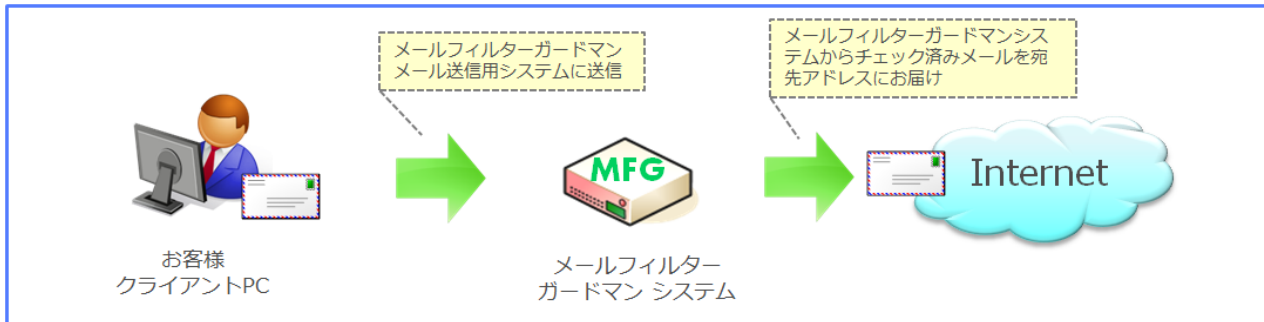 メールフィルターガードマン
メール送信用システムに送信
メールフィルターガードマンシス
テムからチェック済みメールを宛
先アドレスにお届け
MFG
Internet
お客様
クライアントPC
メールフィルター
ガードマン システム